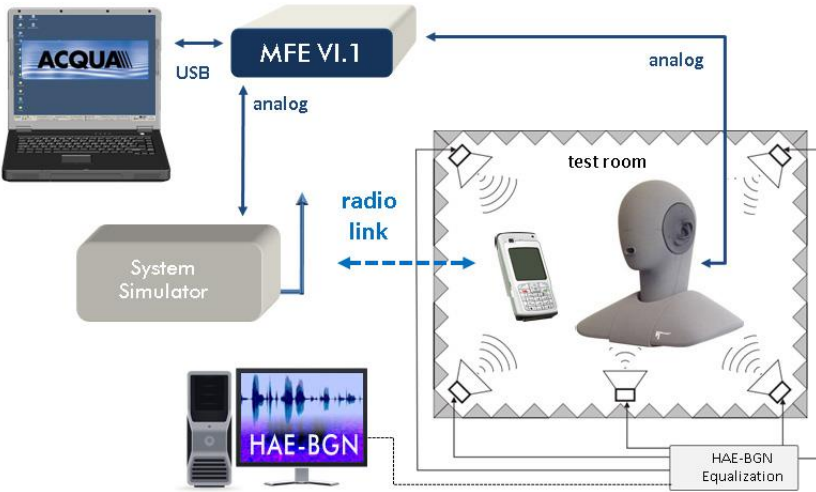 ACQUA
USB
MFE VI.1
analog
analog
test room
radio
link
System
Simulator
HAE-BGN
HAE-BGN
Equalization